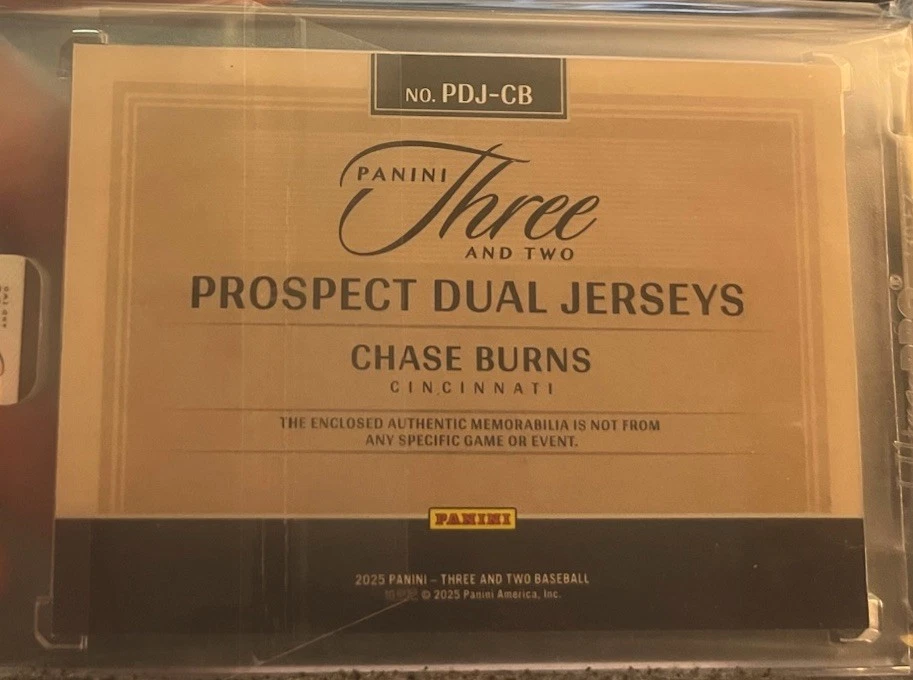 NO. PDJ-CB
PANINI Three
AND TWO
PROSPECT DUAL JERSEYS
CHASE BURNS
CINCINNATI
THE ENCLOSED AUTHENTIC MEMORABILIA IS NOT FROM
ANY SPECIFIC GAME OR EVENT.
PANINI
2025 PANINI – THREE AND TWO BASEBALL
© 2025 Panini America, Inc.